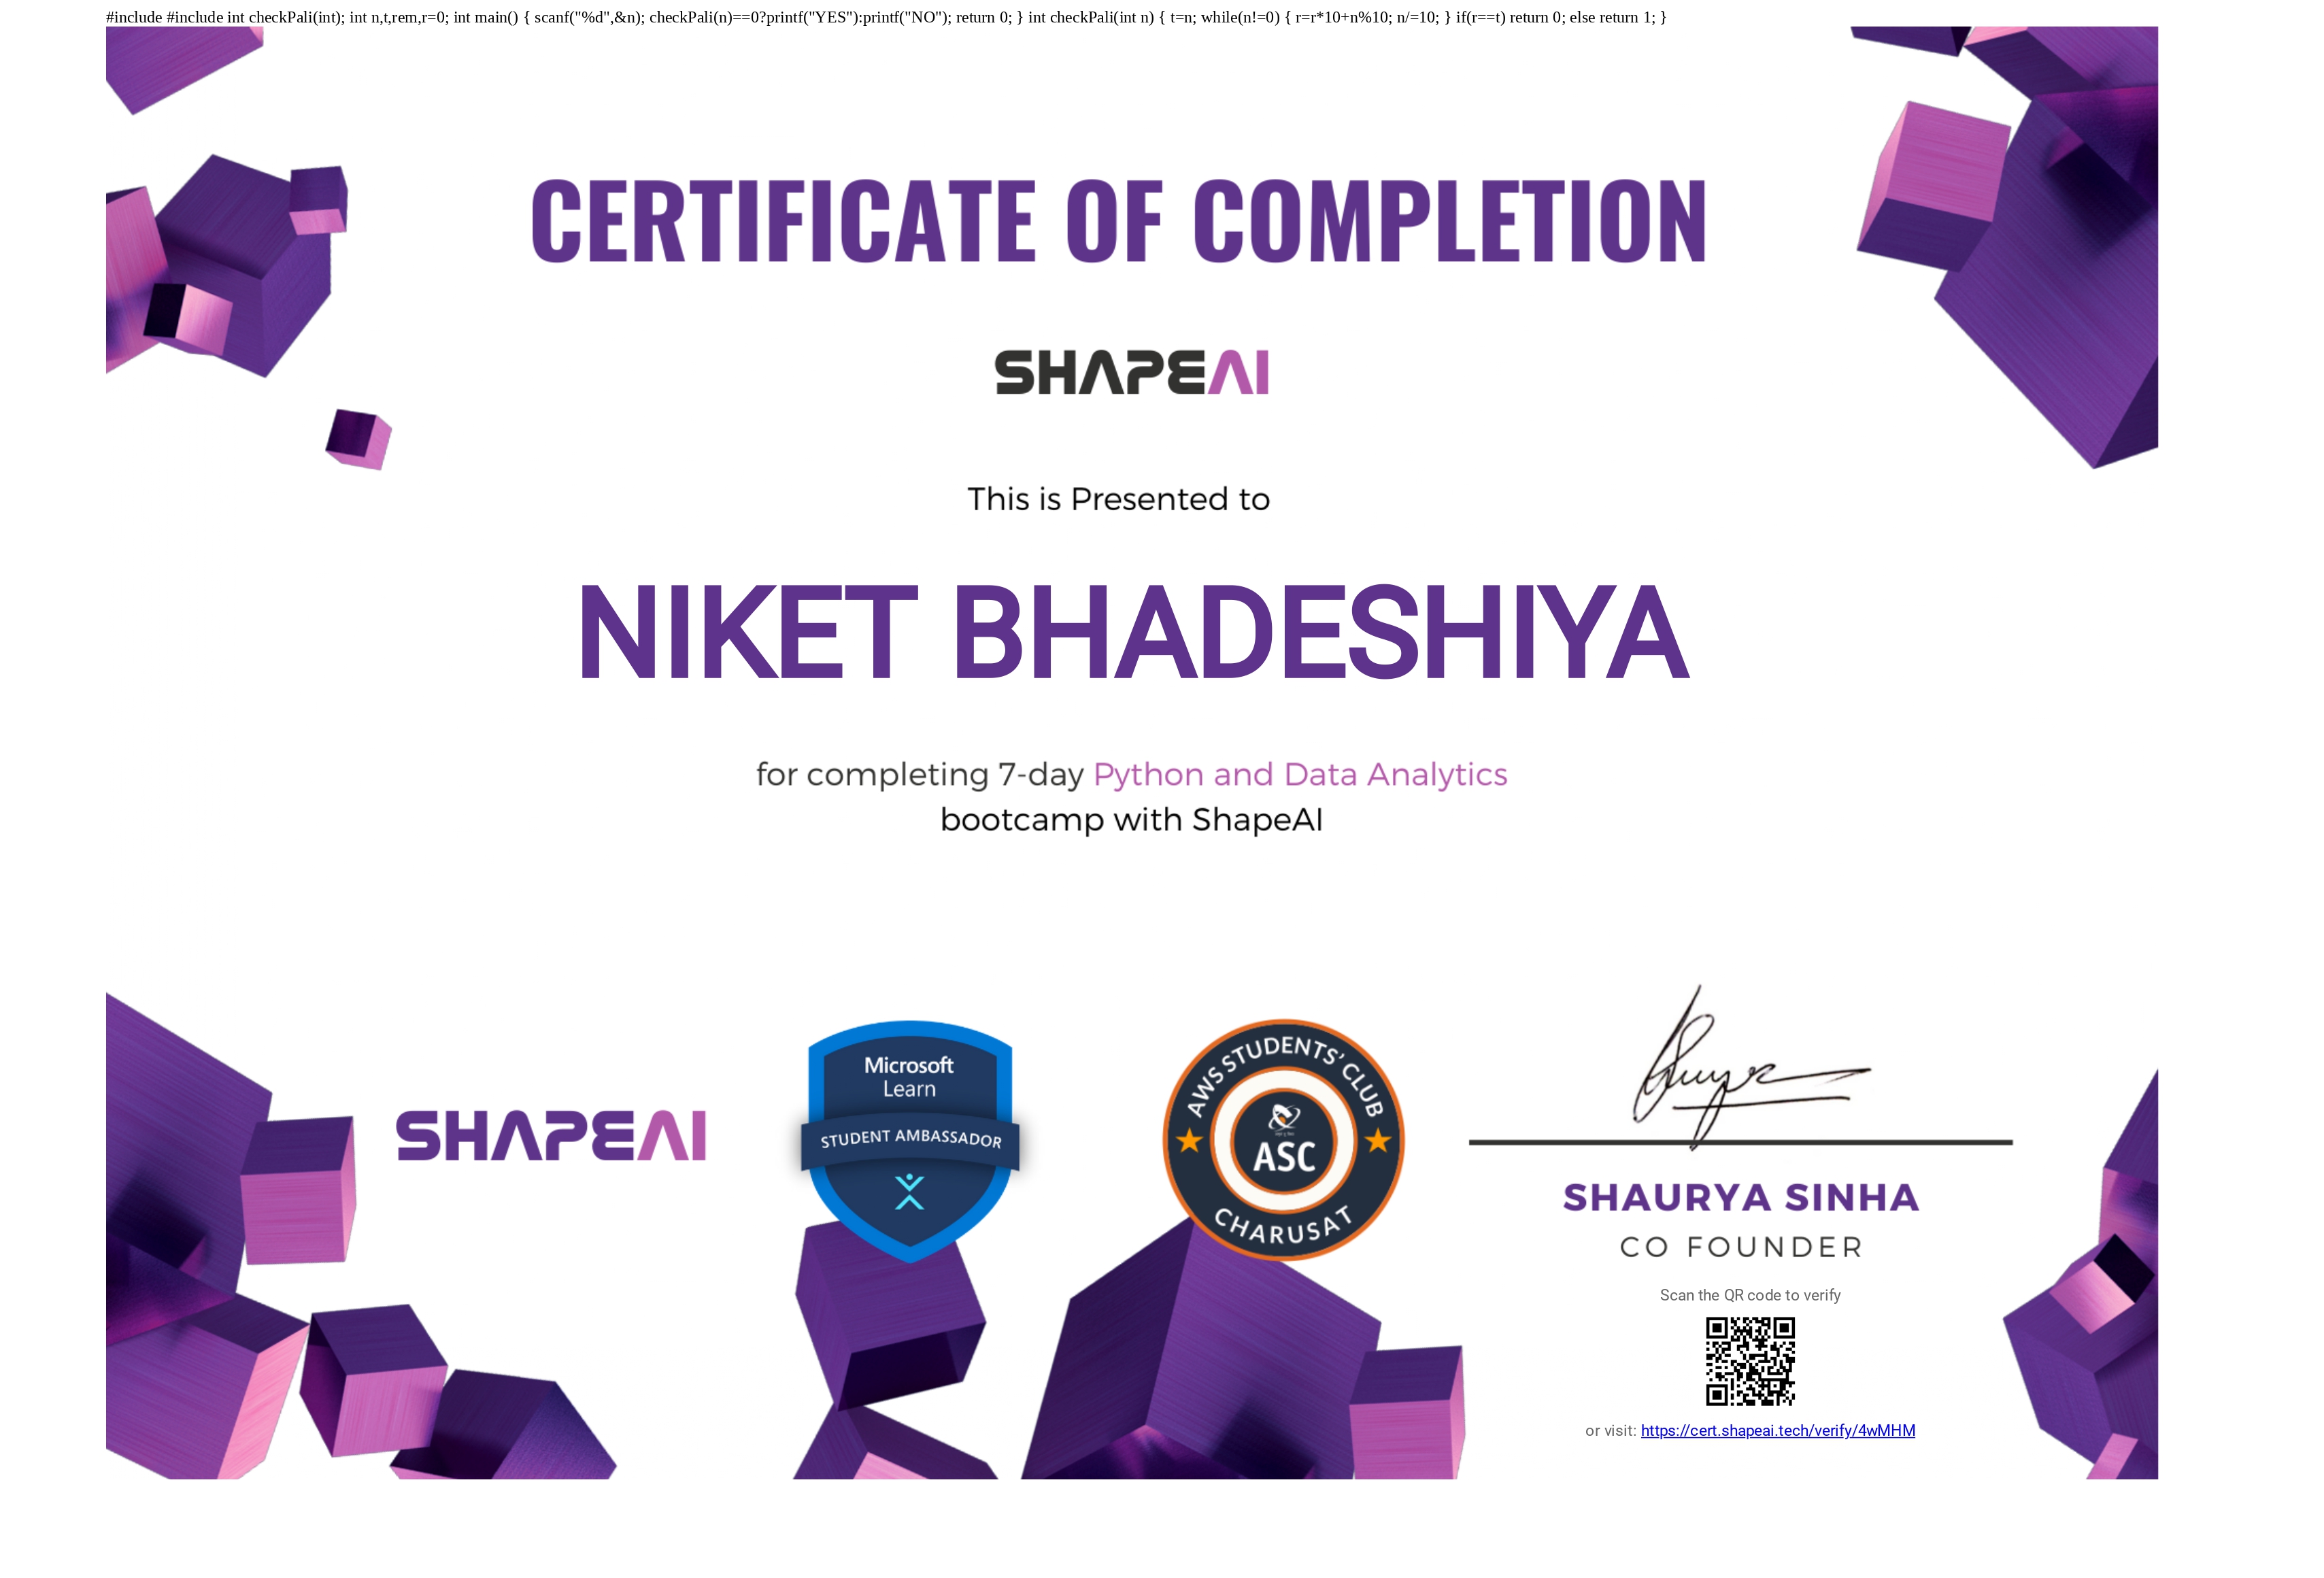 #include #include int checkPali(int); int n,t,rem,r=0; int main() { scanf("%d",&n); checkPali(n)==0?printf("YES"):printf("NO"); return 0; } int checkPali(int n) { t=n; while(n!=0) { r=r*10+n%10; n/=10; } if(r==t) return 0; else return 1; }
CERTIFICATE OF COMPLETION
SHAPEAI
This is Presented to
NIKET BHADESHIYA
for completing 7-day Python and Data Analytics
bootcamp with ShapeAI
SHAPEAI
Microsoft
Learn
STUDENT AMBASSADOR
AWS STUDENTS' CLUB
ASC
CHARUSAT
SHAURYA SINHA
CO FOUNDER
Scan the QR code to verify
or visit: https://cert.shapeai.tech/verify/4wMHM